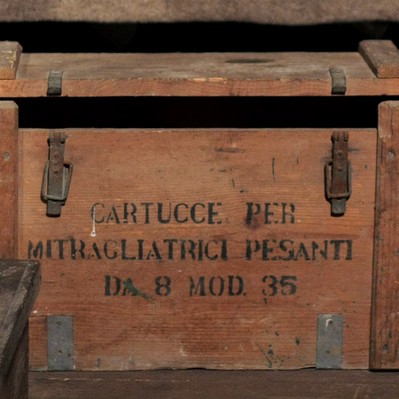 CARTUCCE PER
MITRAGLIATRICI PESANTI
DA 8 MOD. 35